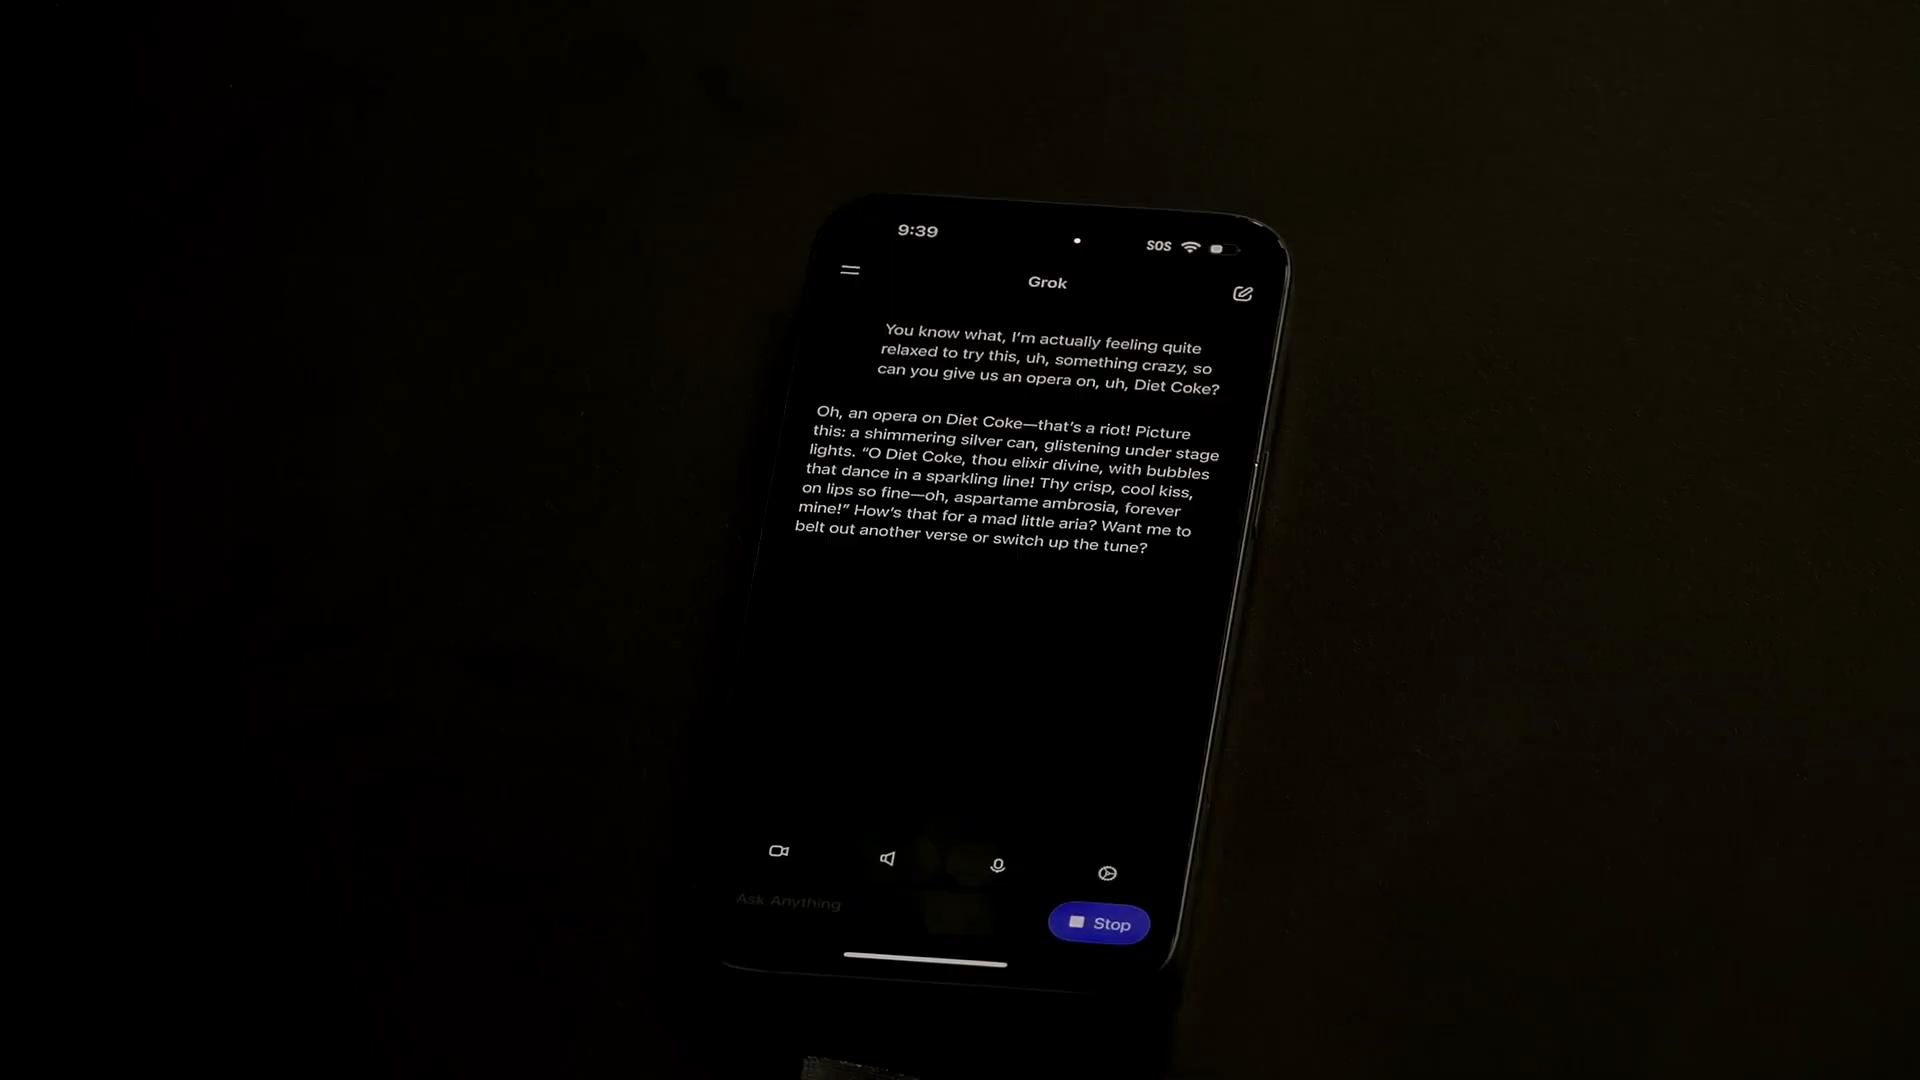 9:39
SOS
Grok
You know what, I'm actually feeling quite
relaxed to try this, uh, something crazy, so
can you give us an opera on, uh, Diet Coke?
Oh, an opera on Diet Coke—that's a riot! Picture
this: a shimmering silver can, glistening under stage
lights. "O Diet Coke, thou elixir divine, with bubbles
that dance in a sparkling line! Thy crisp, cool kiss,
on lips so fine—oh, aspartame ambrosia, forever
mine!" How's that for a mad little aria? Want me to
belt out another verse or switch up the tune?
Ask Anything
Stop